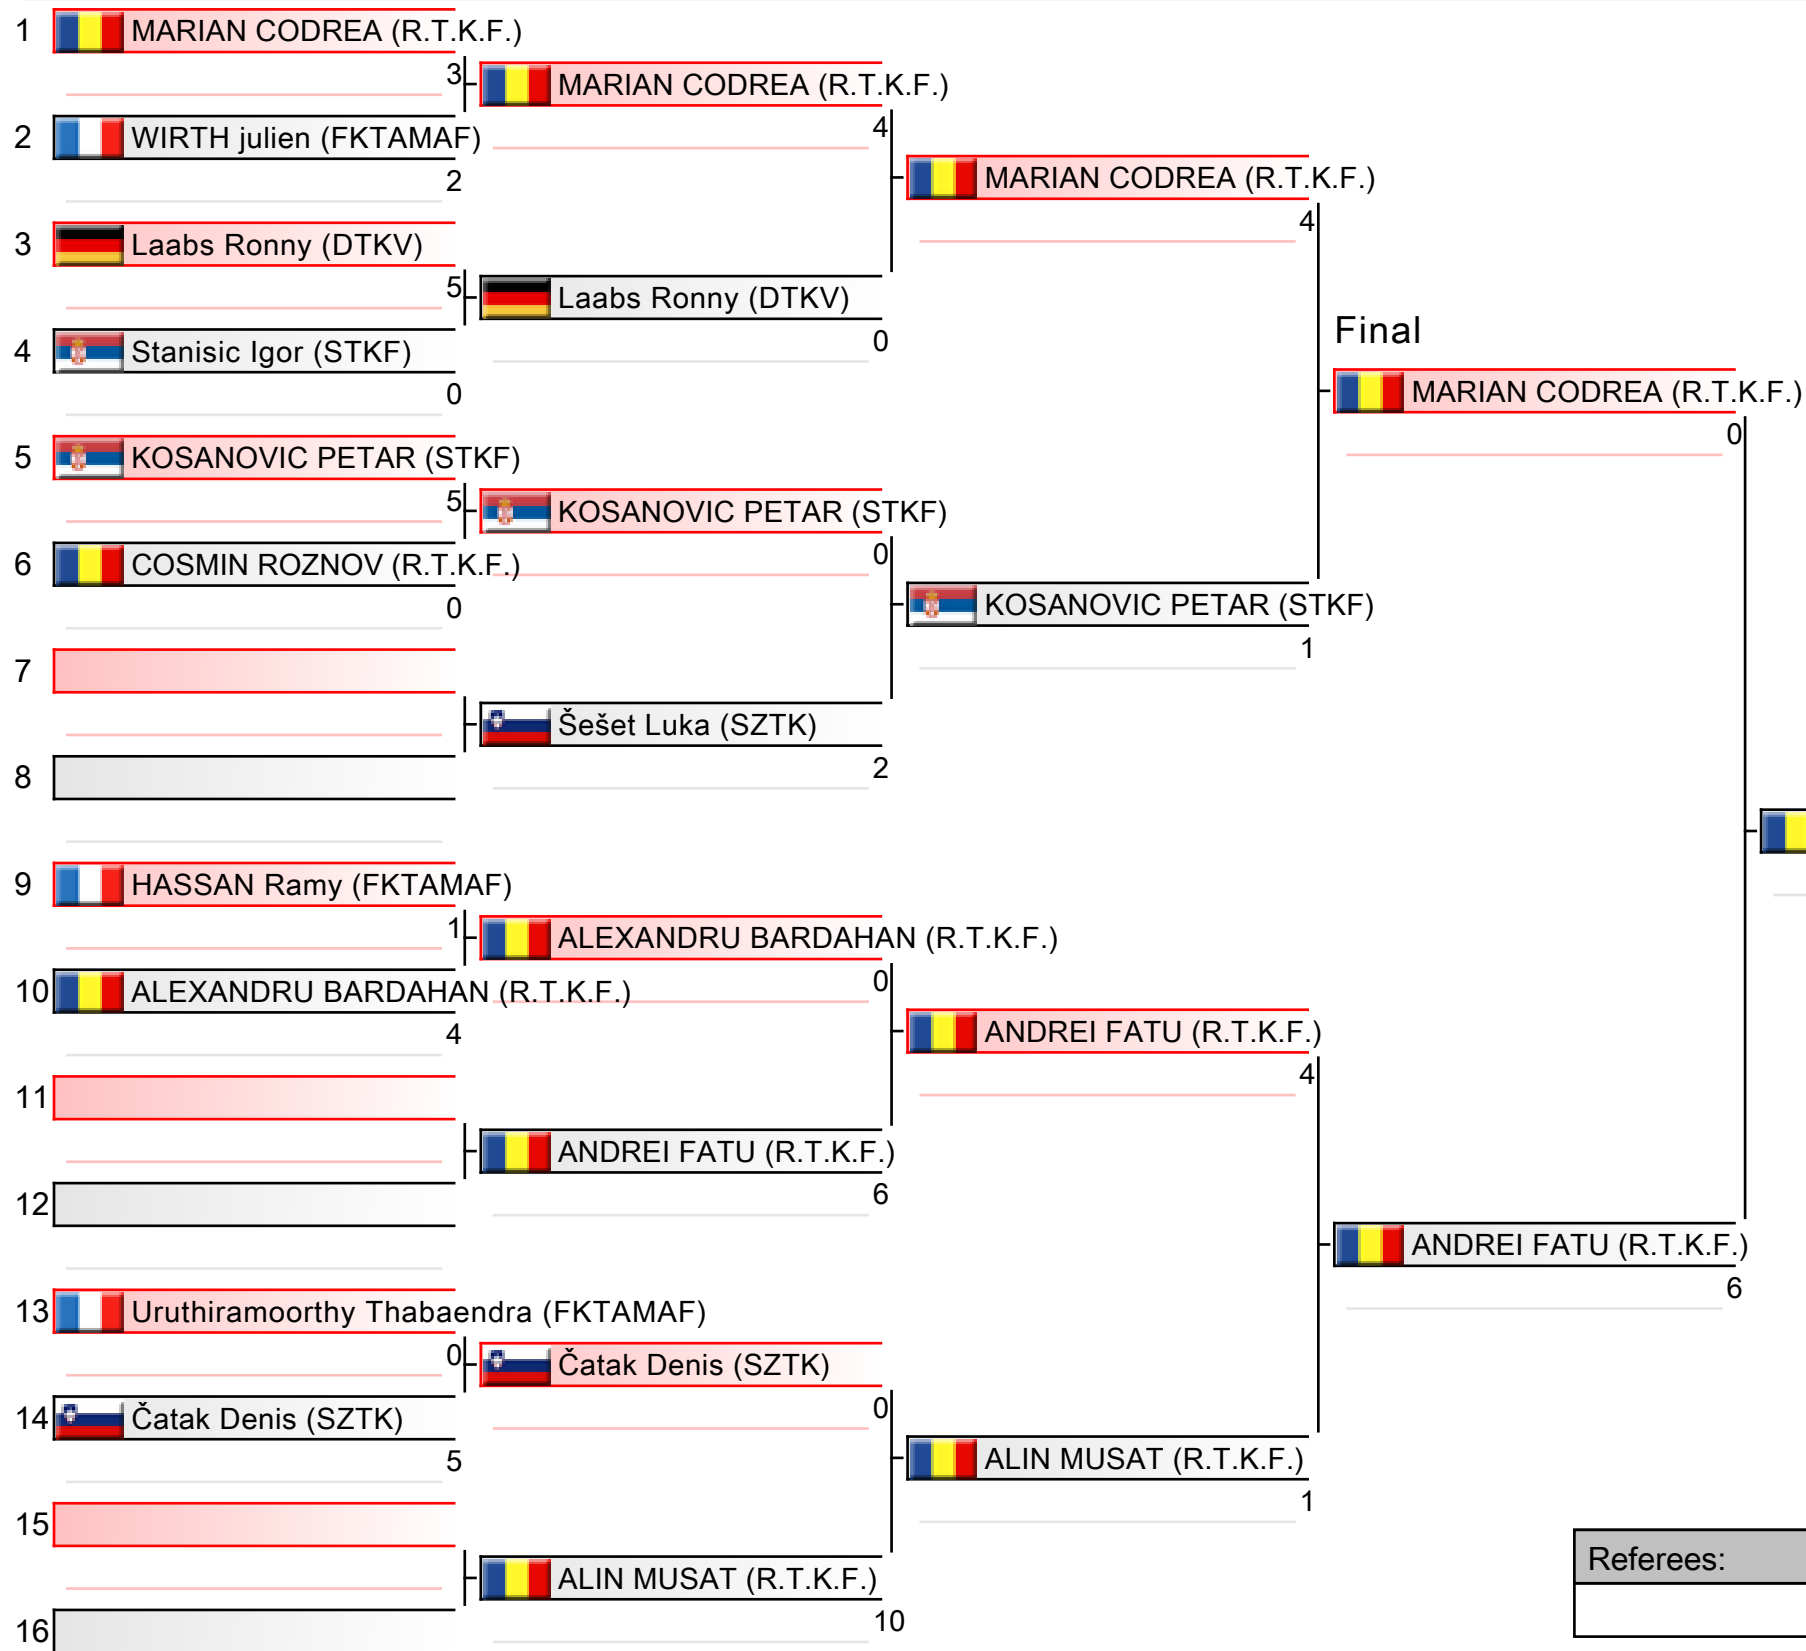 1 MARIAN CODREA (R.T.K.F.)
3
2 WIRTH julien (FKTAMAF)
2
3 Laabs Ronny (DTKV)
5
4 Stanisic Igor (STKF)
0
5 KOSANOVIC PETAR (STKF)
5
6 COSMIN ROZNOV (R.T.K.F.)
0
7
8
9 HASSAN Ramy (FKTAMAF)
1
10 ALEXANDRU BARDAHAN (R.T.K.F.)
4
11
12
13 Uruthiramoorthy Thabaendra (FKTAMAF)
0
14 Čatak Denis (SZTK)
5
15
16
MARIAN CODREA (R.T.K.F.)
4
Laabs Ronny (DTKV)
0
KOSANOVIC PETAR (STKF)
0
Šešet Luka (SZTK)
2
ALEXANDRU BARDAHAN (R.T.K.F.)
0
ANDREI FATU (R.T.K.F.)
6
Čatak Denis (SZTK)
0
ALIN MUSAT (R.T.K.F.)
10
MARIAN CODREA (R.T.K.F.)
4
KOSANOVIC PETAR (STKF)
1
ANDREI FATU (R.T.K.F.)
4
ALIN MUSAT (R.T.K.F.)
1
Final
MARIAN CODREA (R.T.K.F.)
0
ANDREI FATU (R.T.K.F.)
6
Referees: